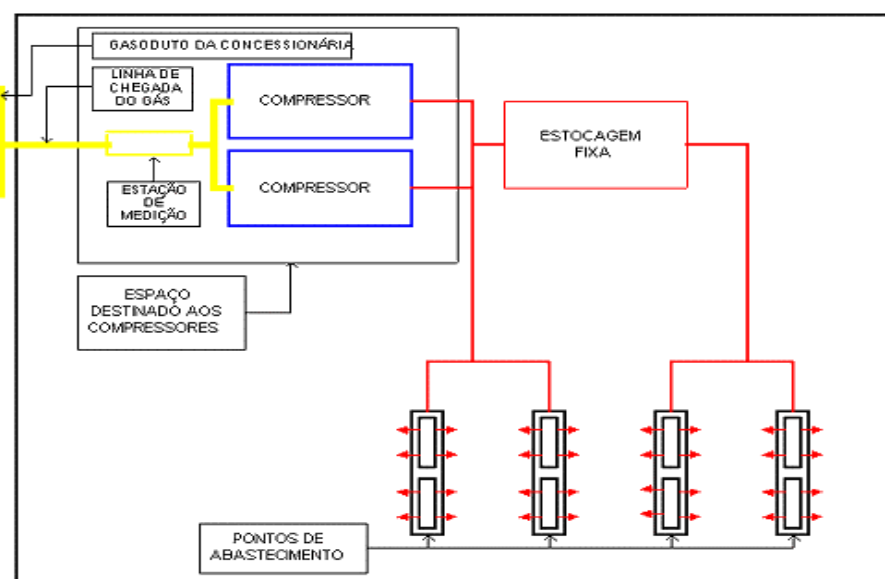 GASODUTO DA CONCESSIONÁRIA
LINHA DE
CHEGADA
DO GÁS
COMPRESSOR
ESTOCAGEM
FIXA
COMPRESSOR
ESTAÇÃO
DE
MEDIÇÃO
ESPAÇO
DESTINADO AOS
COMPRESSORES
PONTOS DE
ABASTECIMENTO